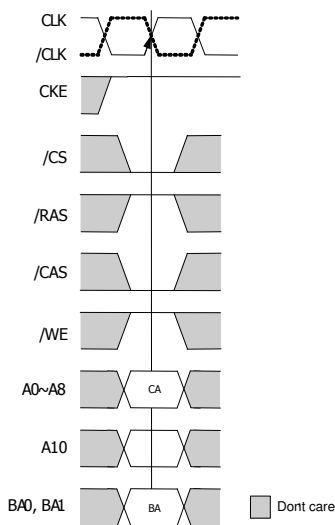 CLK
/CLK
CKE
/CS
/RAS
/CAS
/WE
A0~A8
CA
A10
BA0, BA1
BA
Dont care